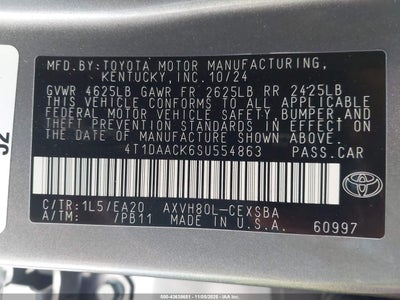 MFD.BY:TOYOTA MOTOR MANUFACTURING,
KENTUCKY,INC.10/24
GVWR 4625LB GAWR FR 2625LB RR 2425LB
THIS VEHICLE CONFORMS TO ALL APPLICABLE
FEDERAL MOTOR VEHICLE SAFETY,BUMPER,AND
THEFT PREVENTION STANDARDS IN EFFECT ON
THE DATE OF MANUFACTURE SHOWN ABOVE.
4T1DAACK6SU554863 PASS.CAR
C/TR:1L5/EA20 AXVH80L-CEXSBA
A/TM: /PB11 MADE IN U.S.A.
TOYOTA
60997